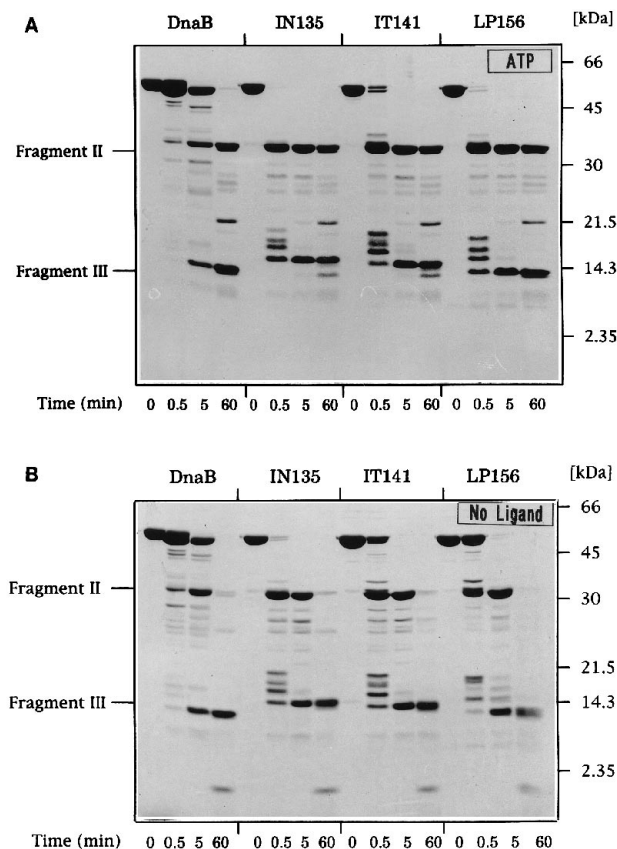 A
DnaB IN135 IT141 LP156 [kDa]
ATP
66
45
Fragment II
30
21.5
Fragment III
14.3
2.35
Time (min) 0 0.5 5 60 0 0.5 5 60 0 0.5 5 60 0 0.5 5 60
B
DnaB IN135 IT141 LP156 [kDa]
No Ligand
66
45
Fragment II
30
21.5
Fragment III
14.3
2.35
Time (min) 0 0.5 5 60 0 0.5 5 60 0 0.5 5 60 0 0.5 5 60